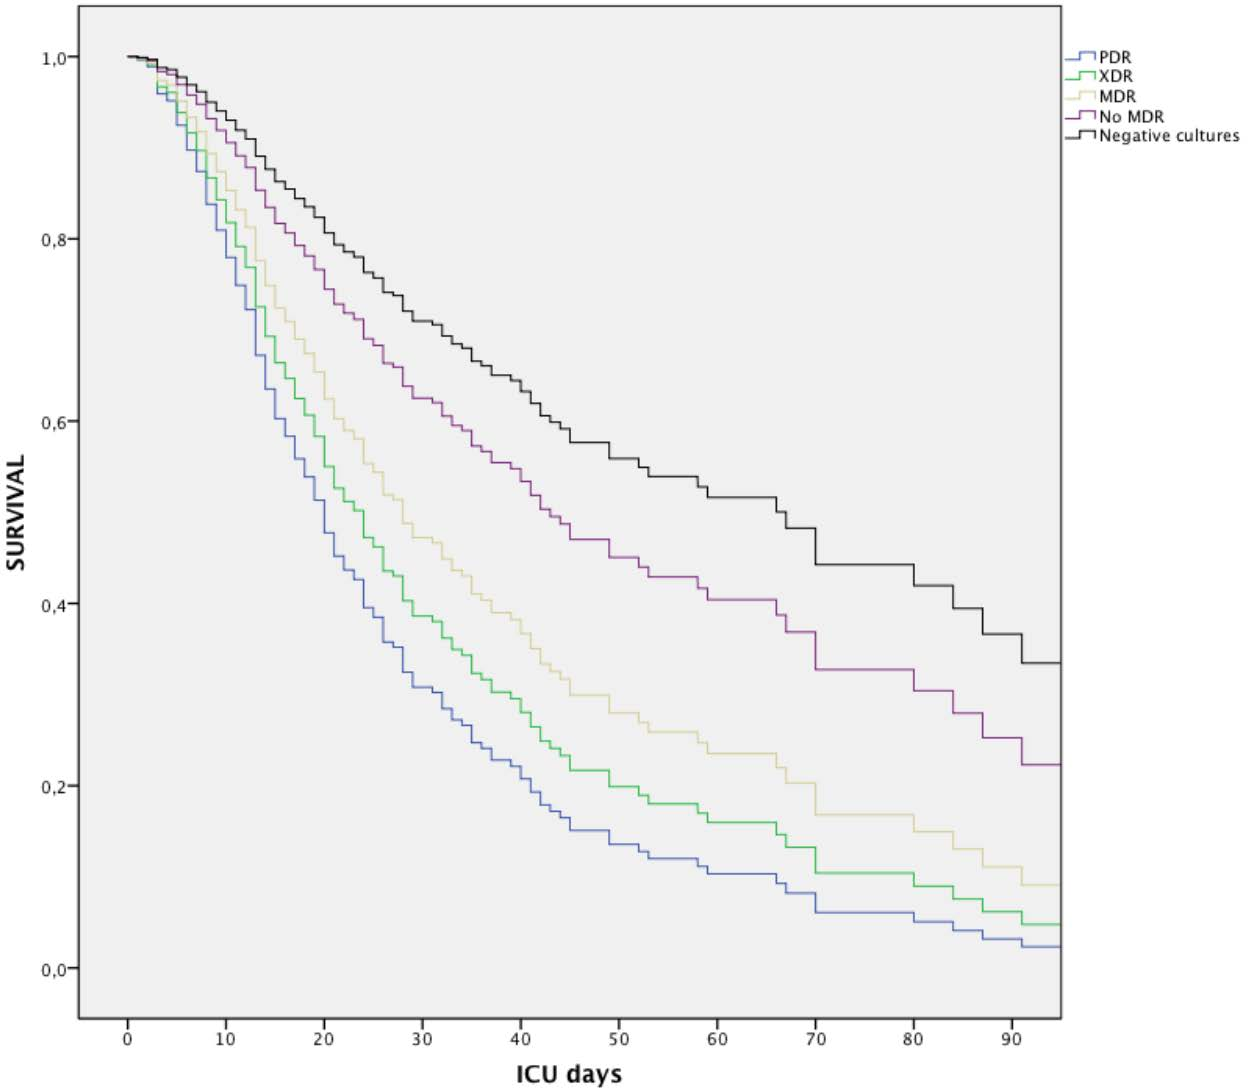 PDR
XDR
MDR
No MDR
Negative cultures
1,0
0,8
0,6
0,4
0,2
0,0
SURVIVAL
0 10 20 30 40 50 60 70 80 90
ICU days